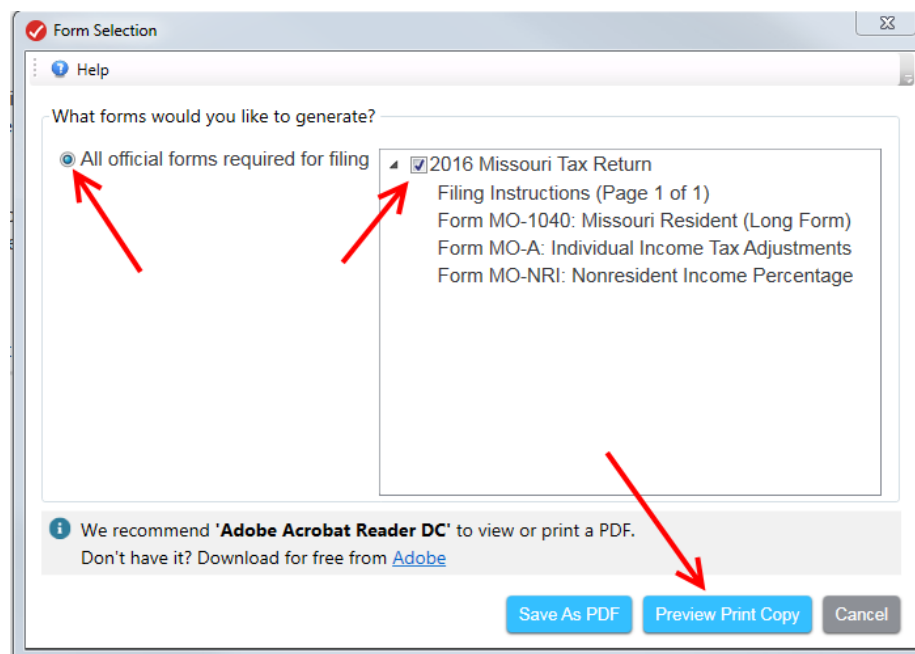 Form Selection
Help
What forms would you like to generate?
All official forms required for filing
2016 Missouri Tax Return
Filing Instructions (Page 1 of 1)
Form MO-1040: Missouri Resident (Long Form)
Form MO-A: Individual Income Tax Adjustments
Form MO-NRI: Nonresident Income Percentage
We recommend 'Adobe Acrobat Reader DC' to view or print a PDF.
Don't have it? Download for free from Adobe
Save As PDF
Preview Print Copy
Cancel